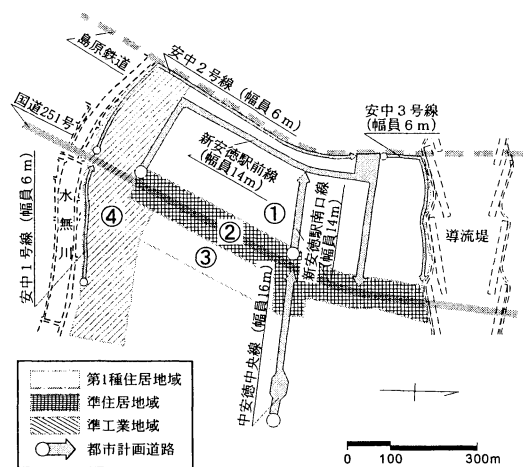 島原鉄道
安中2号線(幅員6m)
安中3号線
(幅員6m)
国道251号
新安徳駅前線
(幅員14m)
新安徳駅南口線
(幅員14m)
水無川
安中1号線(幅員6m)
①
②
③
④
導流堤
中安徳中央線(幅員16m)
第1種住居地域
準住居地域
準工業地域
都市計画道路
0 100 300m